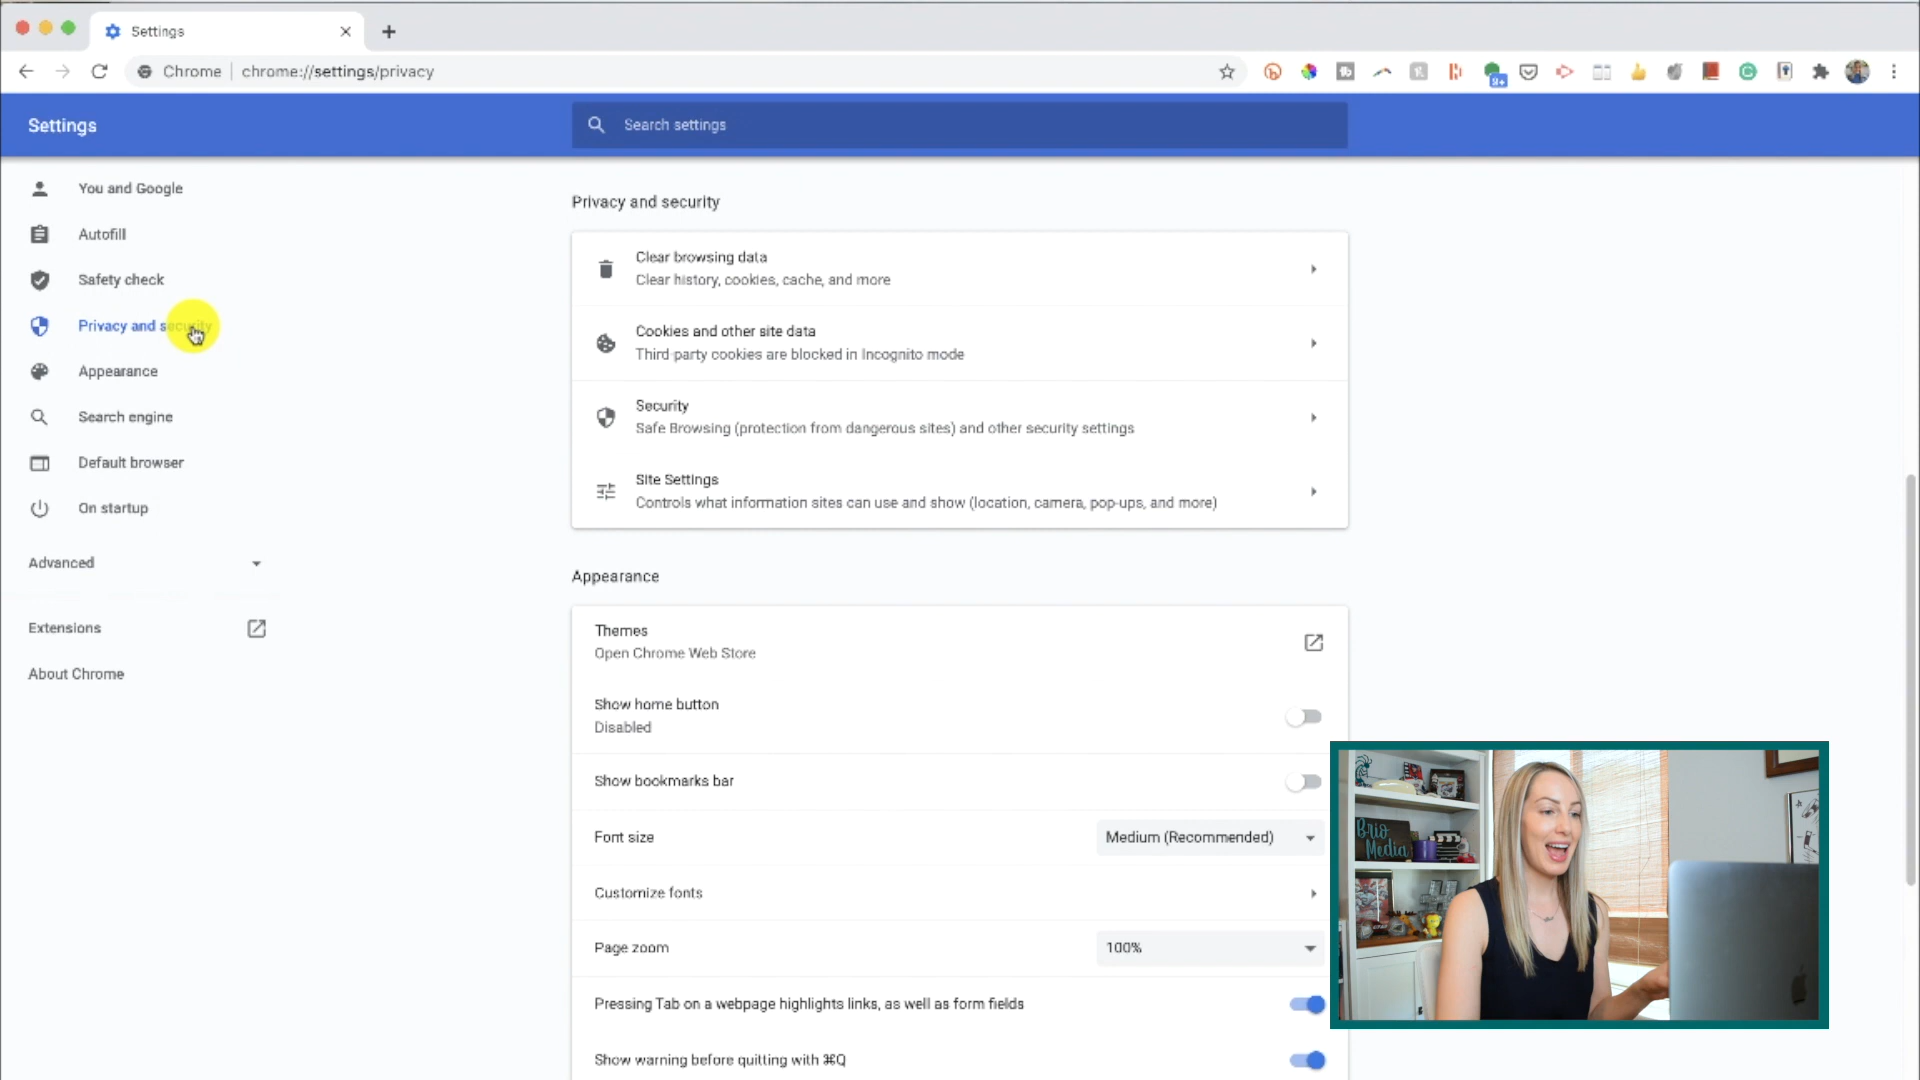 Settings
Chrome
chrome://settings/privacy
Settings
Search settings
You and Google
Autofill
Safety check
Privacy and security
Appearance
Search engine
Default browser
On startup
Advanced
Extensions
About Chrome
Privacy and security
Clear browsing data
Clear history, cookies, cache, and more
Cookies and other site data
Third-party cookies are blocked in Incognito mode
Security
Safe Browsing (protection from dangerous sites) and other security settings
Site Settings
Controls what information sites can use and show (location, camera, pop-ups, and more)
Appearance
Themes
Open Chrome Web Store
Show home button
Disabled
Show bookmarks bar
Font size
Medium (Recommended)
Customize fonts
Page zoom
100%
Pressing Tab on a webpage highlights links, as well as form fields
Show warning before quitting with ⌘Q
Brio
Media